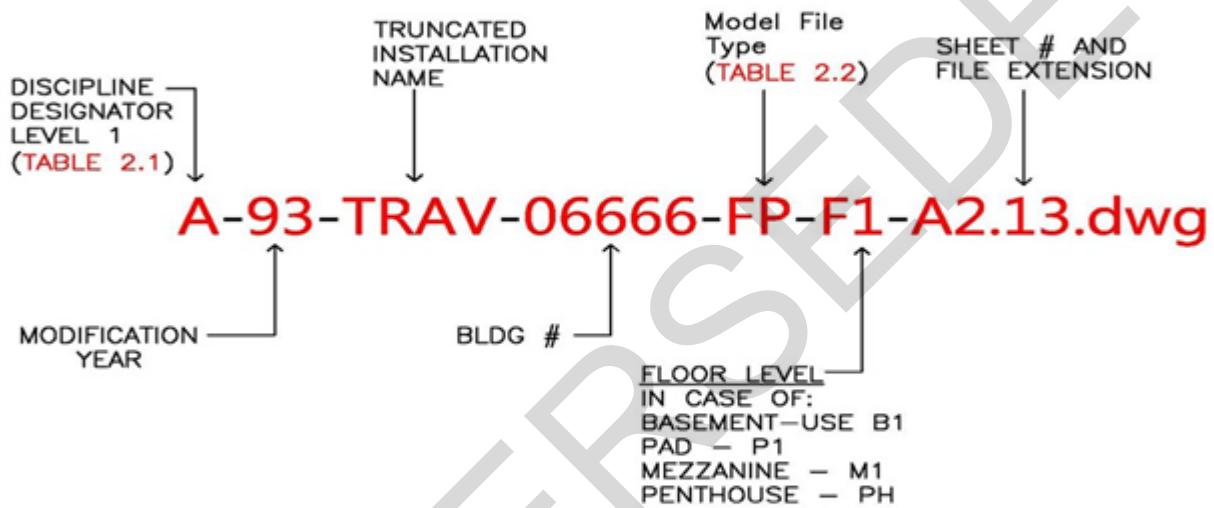 TRUNCATED
INSTALLATION
NAME
Model File
Type
(TABLE 2.2)
SHEET # AND
FILE EXTENSION
DISCIPLINE
DESIGNATOR
LEVEL 1
(TABLE 2.1)
A-93-TRAV-06666-FP-F1-A2.13.dwg
MODIFICATION
YEAR
BLDG #
FLOOR LEVEL
IN CASE OF:
BASEMENT-USE B1
PAD - P1
MEZZANINE - M1
PENTHOUSE - PH
ERSEDE